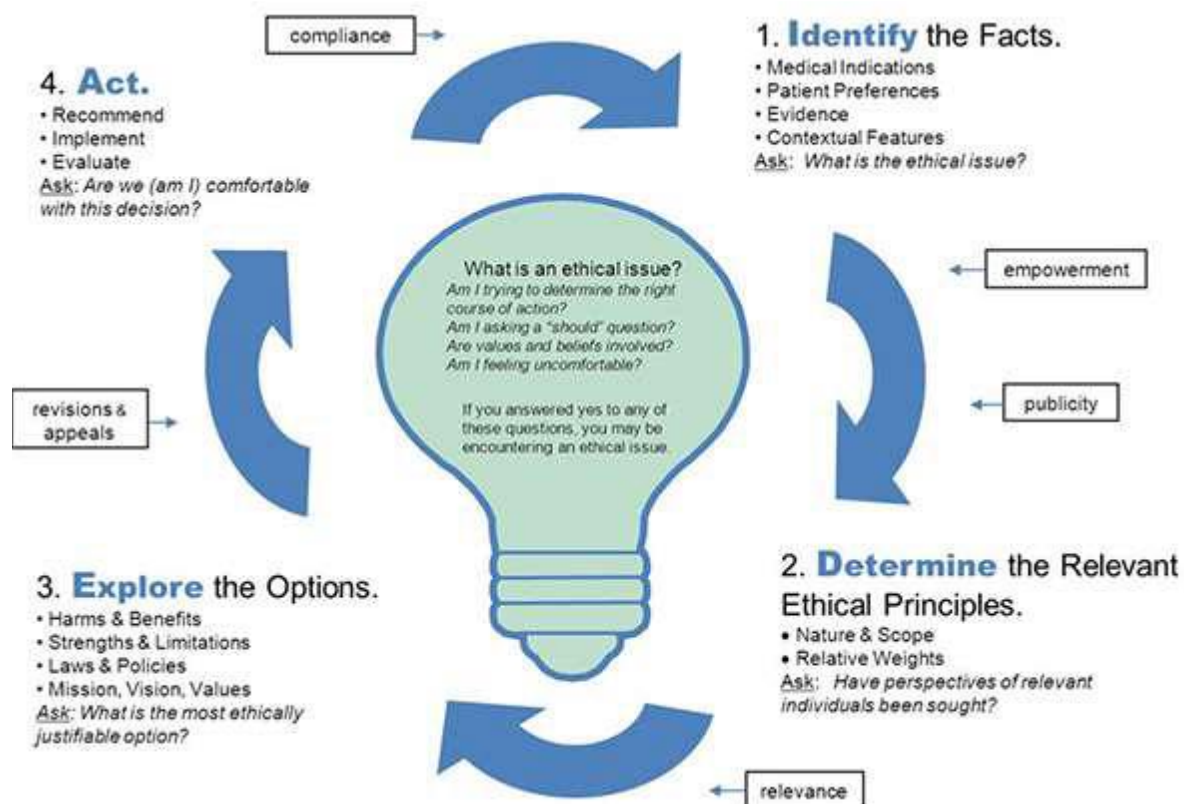 compliance
1. Identify the Facts.
• Medical Indications
• Patient Preferences
• Evidence
• Contextual Features
Ask: What is the ethical issue?
empowerment
publicity
2. Determine the Relevant
Ethical Principles.
• Nature & Scope
• Relative Weights
Ask: Have perspectives of relevant
individuals been sought?
relevance
3. Explore the Options.
• Harms & Benefits
• Strengths & Limitations
• Laws & Policies
• Mission, Vision, Values
Ask: What is the most ethically
justifiable option?
revisions &
appeals
4. Act.
• Recommend
• Implement
• Evaluate
Ask: Are we (am I) comfortable
with this decision?
What is an ethical issue?
Am I trying to determine the right
course of action?
Am I asking a "should" question?
Are values and beliefs involved?
Am I feeling uncomfortable?
If you answered yes to any of
these questions, you may be
encountering an ethical issue.